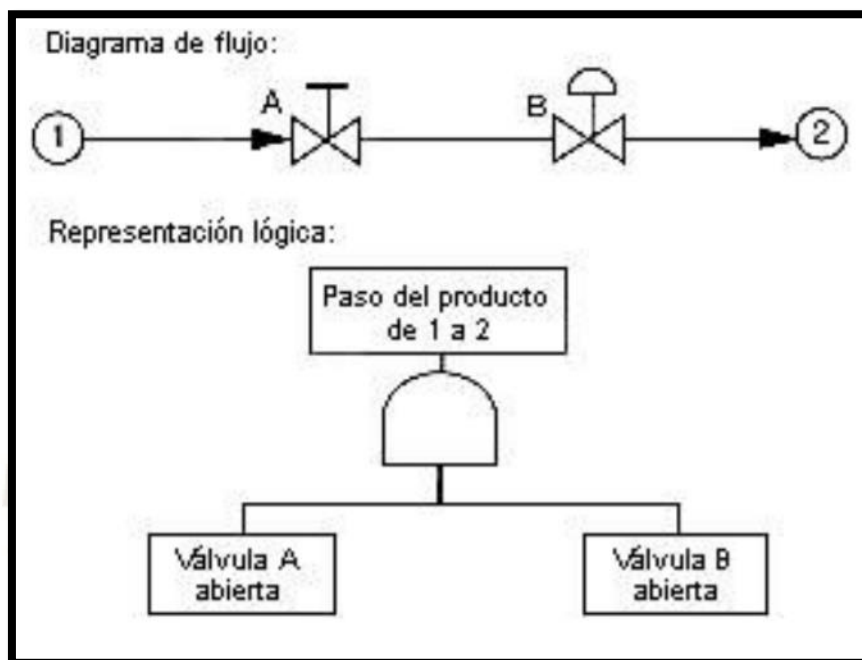 Diagrama de flujo:
A
B
1
2
Representación lógica:
Paso del producto
de 1 a 2
Válvula A
abierta
Válvula B
abierta